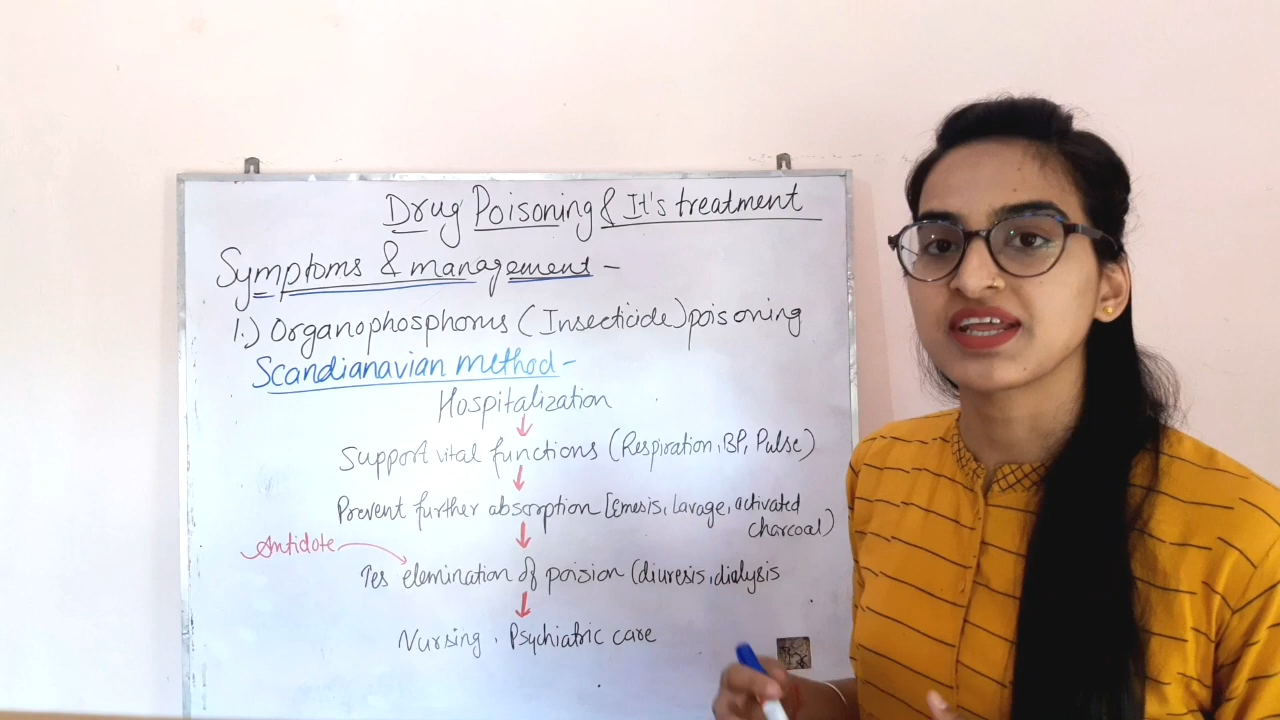 Drug Poisoning & It's treatment
Symptoms & management -
1.) Organophosphorus (Insecticide) poisoning
Scandianavian method -
Hospitalization
Support vital functions (Respiration, BP, Pulse)
Prevent further absorption [Emesis, Lavage, activated
charcoal)
Antidote
↑es elemination of poision (diuresis, dialysis
Nursing, Psychiatric care